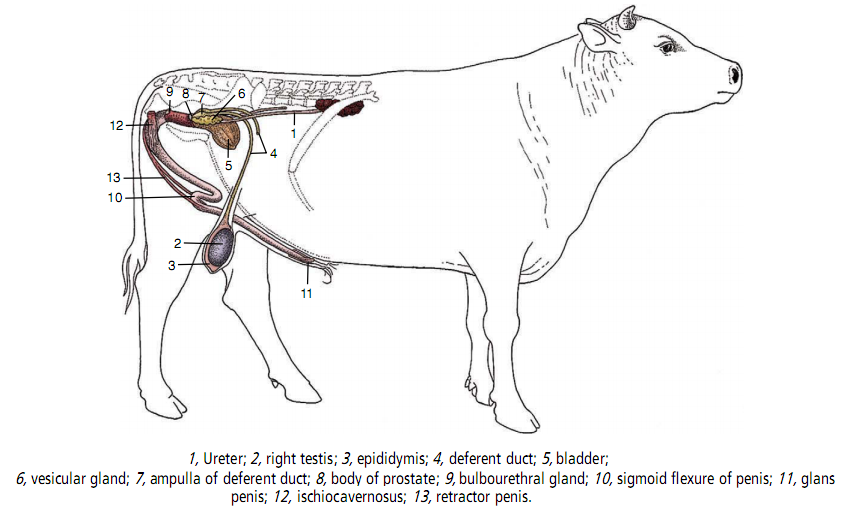 9 8 7 6
12
1
4
5
13
10
2
3
11
1, Ureter; 2, right testis; 3, epididymis; 4, deferent duct; 5, bladder;
6, vesicular gland; 7, ampulla of deferent duct; 8, body of prostate; 9, bulbourethral gland; 10, sigmoid flexure of penis; 11, glans
penis; 12, ischiocavernosus; 13, retractor penis.